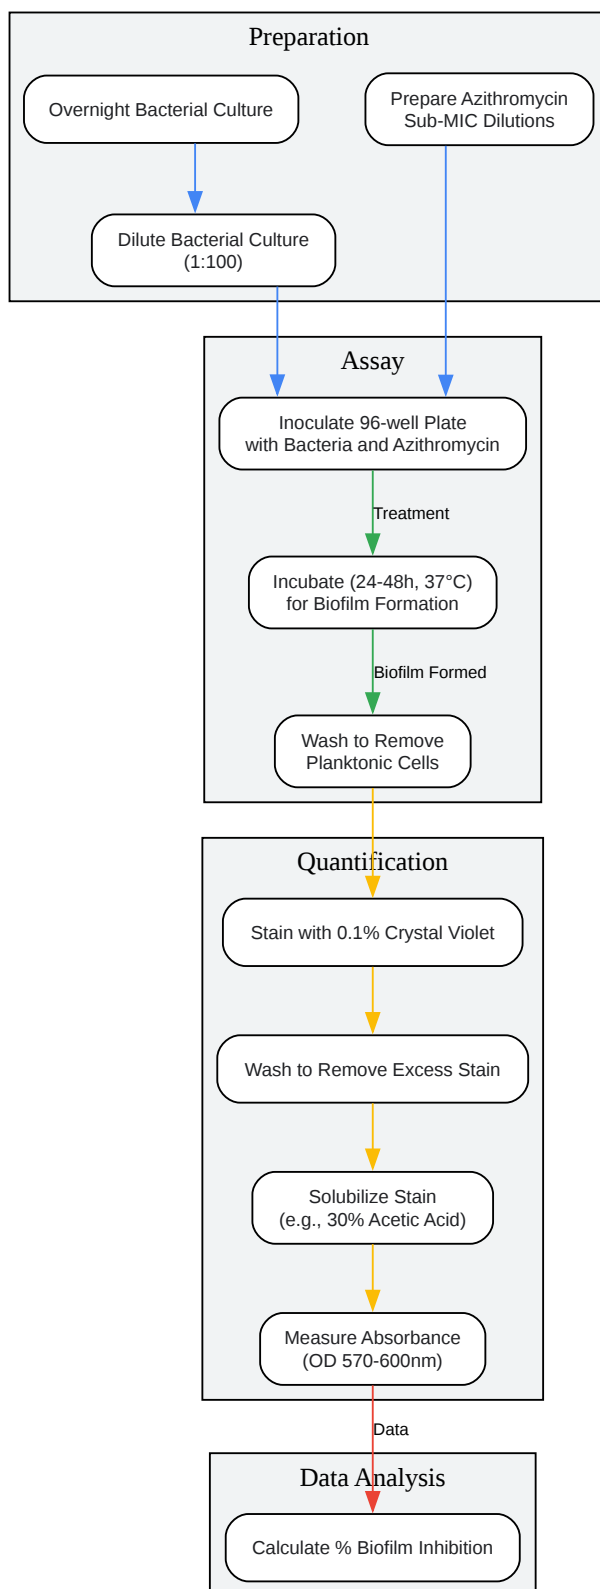 Preparation
Overnight Bacterial Culture
Prepare Azithromycin
Sub-MIC Dilutions
Dilute Bacterial Culture
(1:100)
Assay
Inoculate 96-well Plate
with Bacteria and Azithromycin
Treatment
Incubate (24-48h, 37°C)
for Biofilm Formation
Biofilm Formed
Wash to Remove
Planktonic Cells
Quantification
Stain with 0.1% Crystal Violet
Wash to Remove Excess Stain
Solubilize Stain
(e.g., 30% Acetic Acid)
Measure Absorbance
(OD 570-600nm)
Data
Data Analysis
Calculate % Biofilm Inhibition